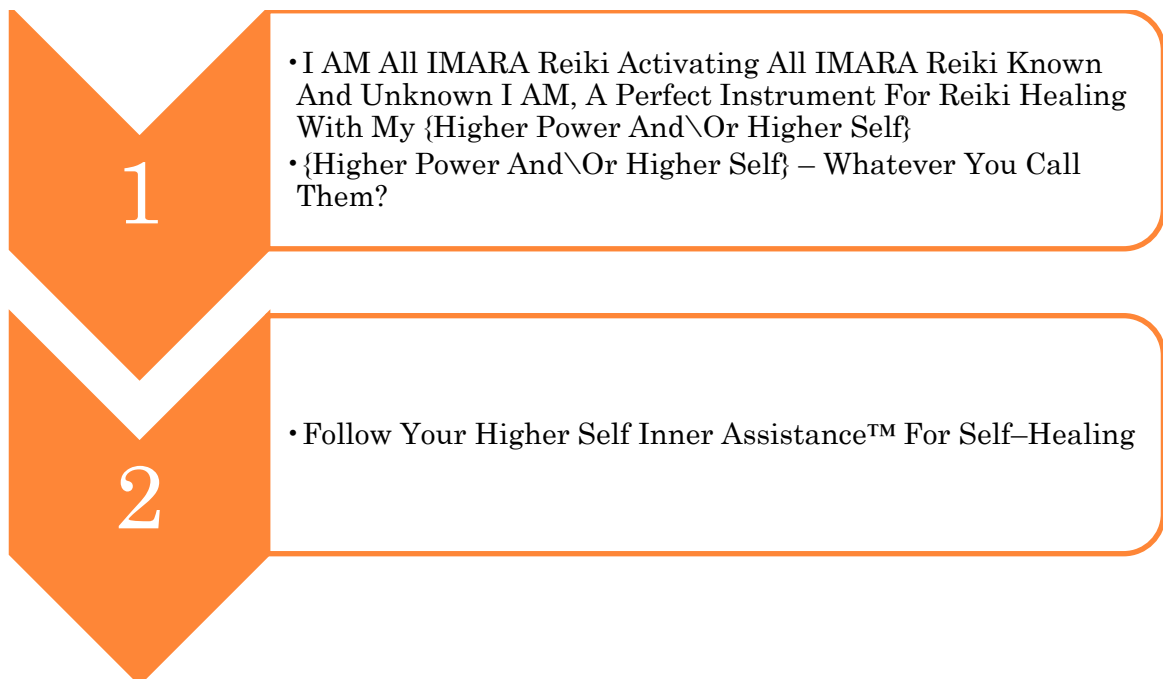 1
•I AM All IMARA Reiki Activating All IMARA Reiki Known
And Unknown I AM, A Perfect Instrument For Reiki Healing
With My {Higher Power And\Or Higher Self}
•{Higher Power And\Or Higher Self} – Whatever You Call
Them?
2
•Follow Your Higher Self Inner Assistance™ For Self–Healing